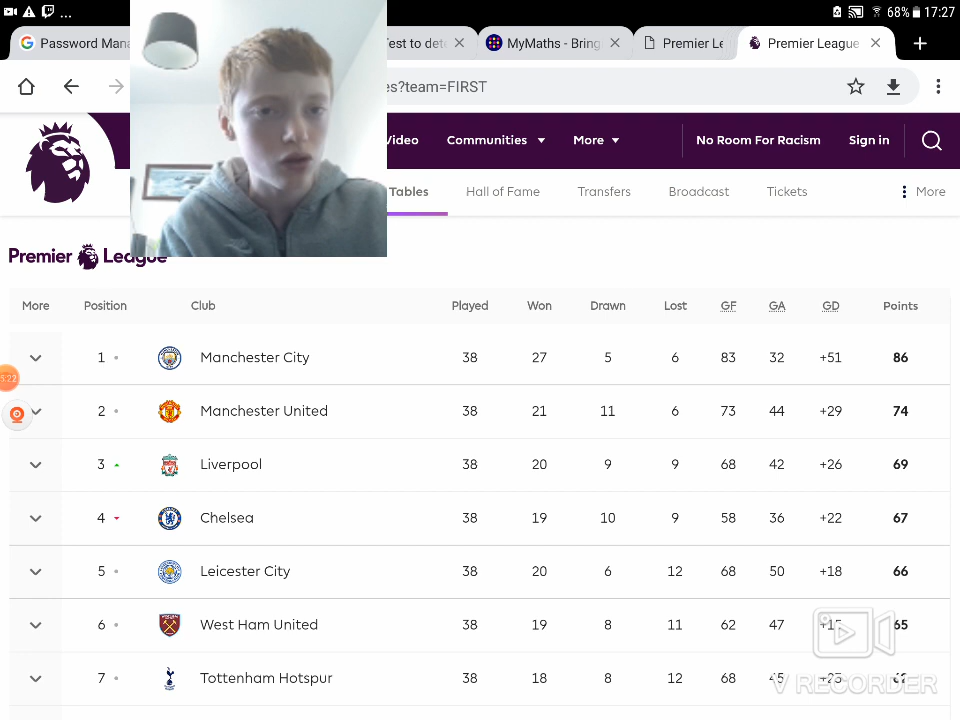 ... 68% 17:27
Password Mana est to det MyMaths - Bring Premier Le Premier League
es?team=FIRST
Video Communities More No Room For Racism Sign in
Tables Hall of Fame Transfers Broadcast Tickets More
Premier League
More Position Club Played Won Drawn Lost GF GA GD Points
1 Manchester City 38 27 5 6 83 32 +51 86
5:22
2 Manchester United 38 21 11 6 73 44 +29 74
3 Liverpool 38 20 9 9 68 42 +26 69
4 Chelsea 38 19 10 9 58 36 +22 67
5 Leicester City 38 20 6 12 68 50 +18 66
6 West Ham United 38 19 8 11 62 47 +15 65
7 Tottenham Hotspur 38 18 8 12 68 45 +23 62
V RECORDER